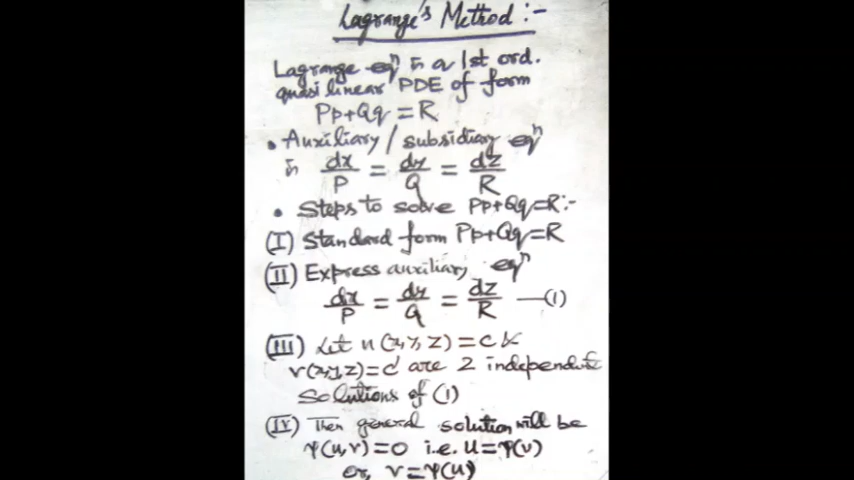 Lagrange's Method :-
Lagrange eqⁿ is a 1st ord.
quasi linear PDE of form
Pp+Qq = R
• Auxiliary / subsidiary eqⁿ
is dx/P = dy/Q = dz/R
• Steps to solve Pp+Qq=R:-
(I) Standard form Pp+Qq=R
(II) Express auxiliary eqⁿ
dx/P = dy/Q = dz/R —(1)
(III) Let u(x,y,z) = c &
v(x,y,z)=c' are 2 independent
solutions of (1)
(IV) Then general solution will be
φ(u,v)=0 i.e. u=φ(v)
or, v=φ(u)